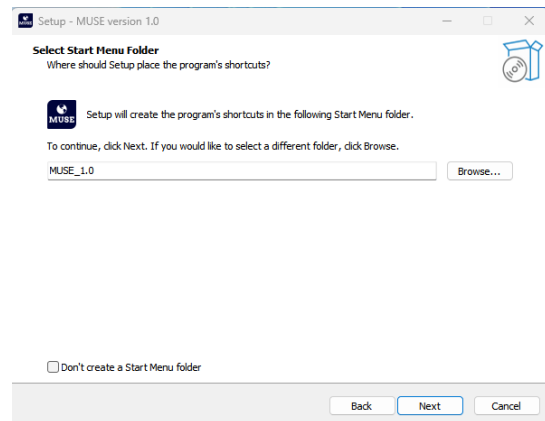 MUSE Setup - MUSE version 1.0
Select Start Menu Folder
Where should Setup place the program's shortcuts?
MUSE Setup will create the program's shortcuts in the following Start Menu folder.
To continue, click Next. If you would like to select a different folder, click Browse.
MUSE_1.0 Browse...
Don't create a Start Menu folder
Back Next Cancel